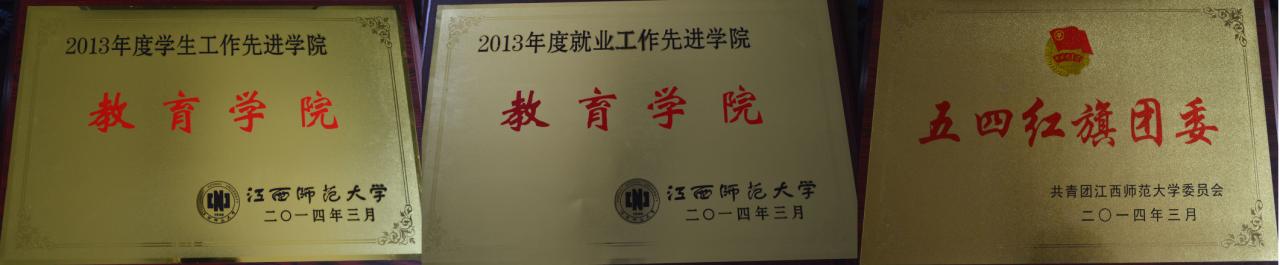 2013年度学生工作先进学院
教育学院
江西师范大学
二〇一四年三月
2013年度就业工作先进学院
教育学院
江西师范大学
二〇一四年三月
五四红旗团委
共青团江西师范大学委员会
二〇一四年三月